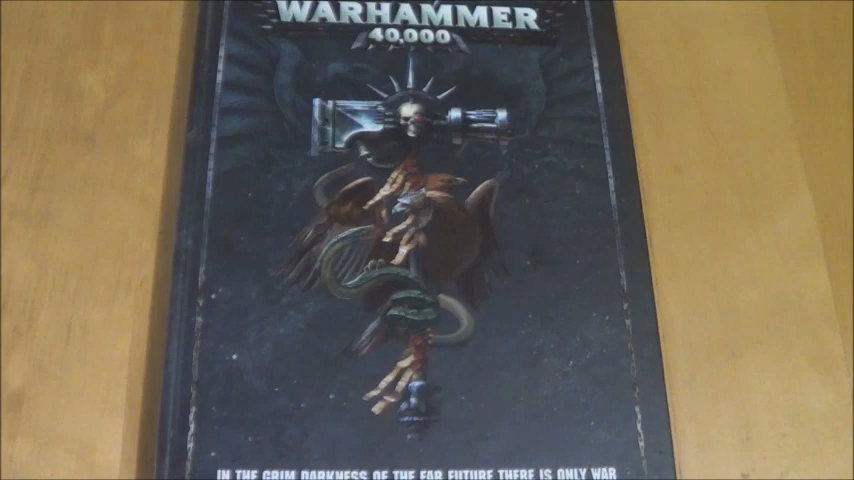 WARHAMMER
40,000
IN THE GRIM DARKNESS OF THE FAR FUTURE THERE IS ONLY WAR